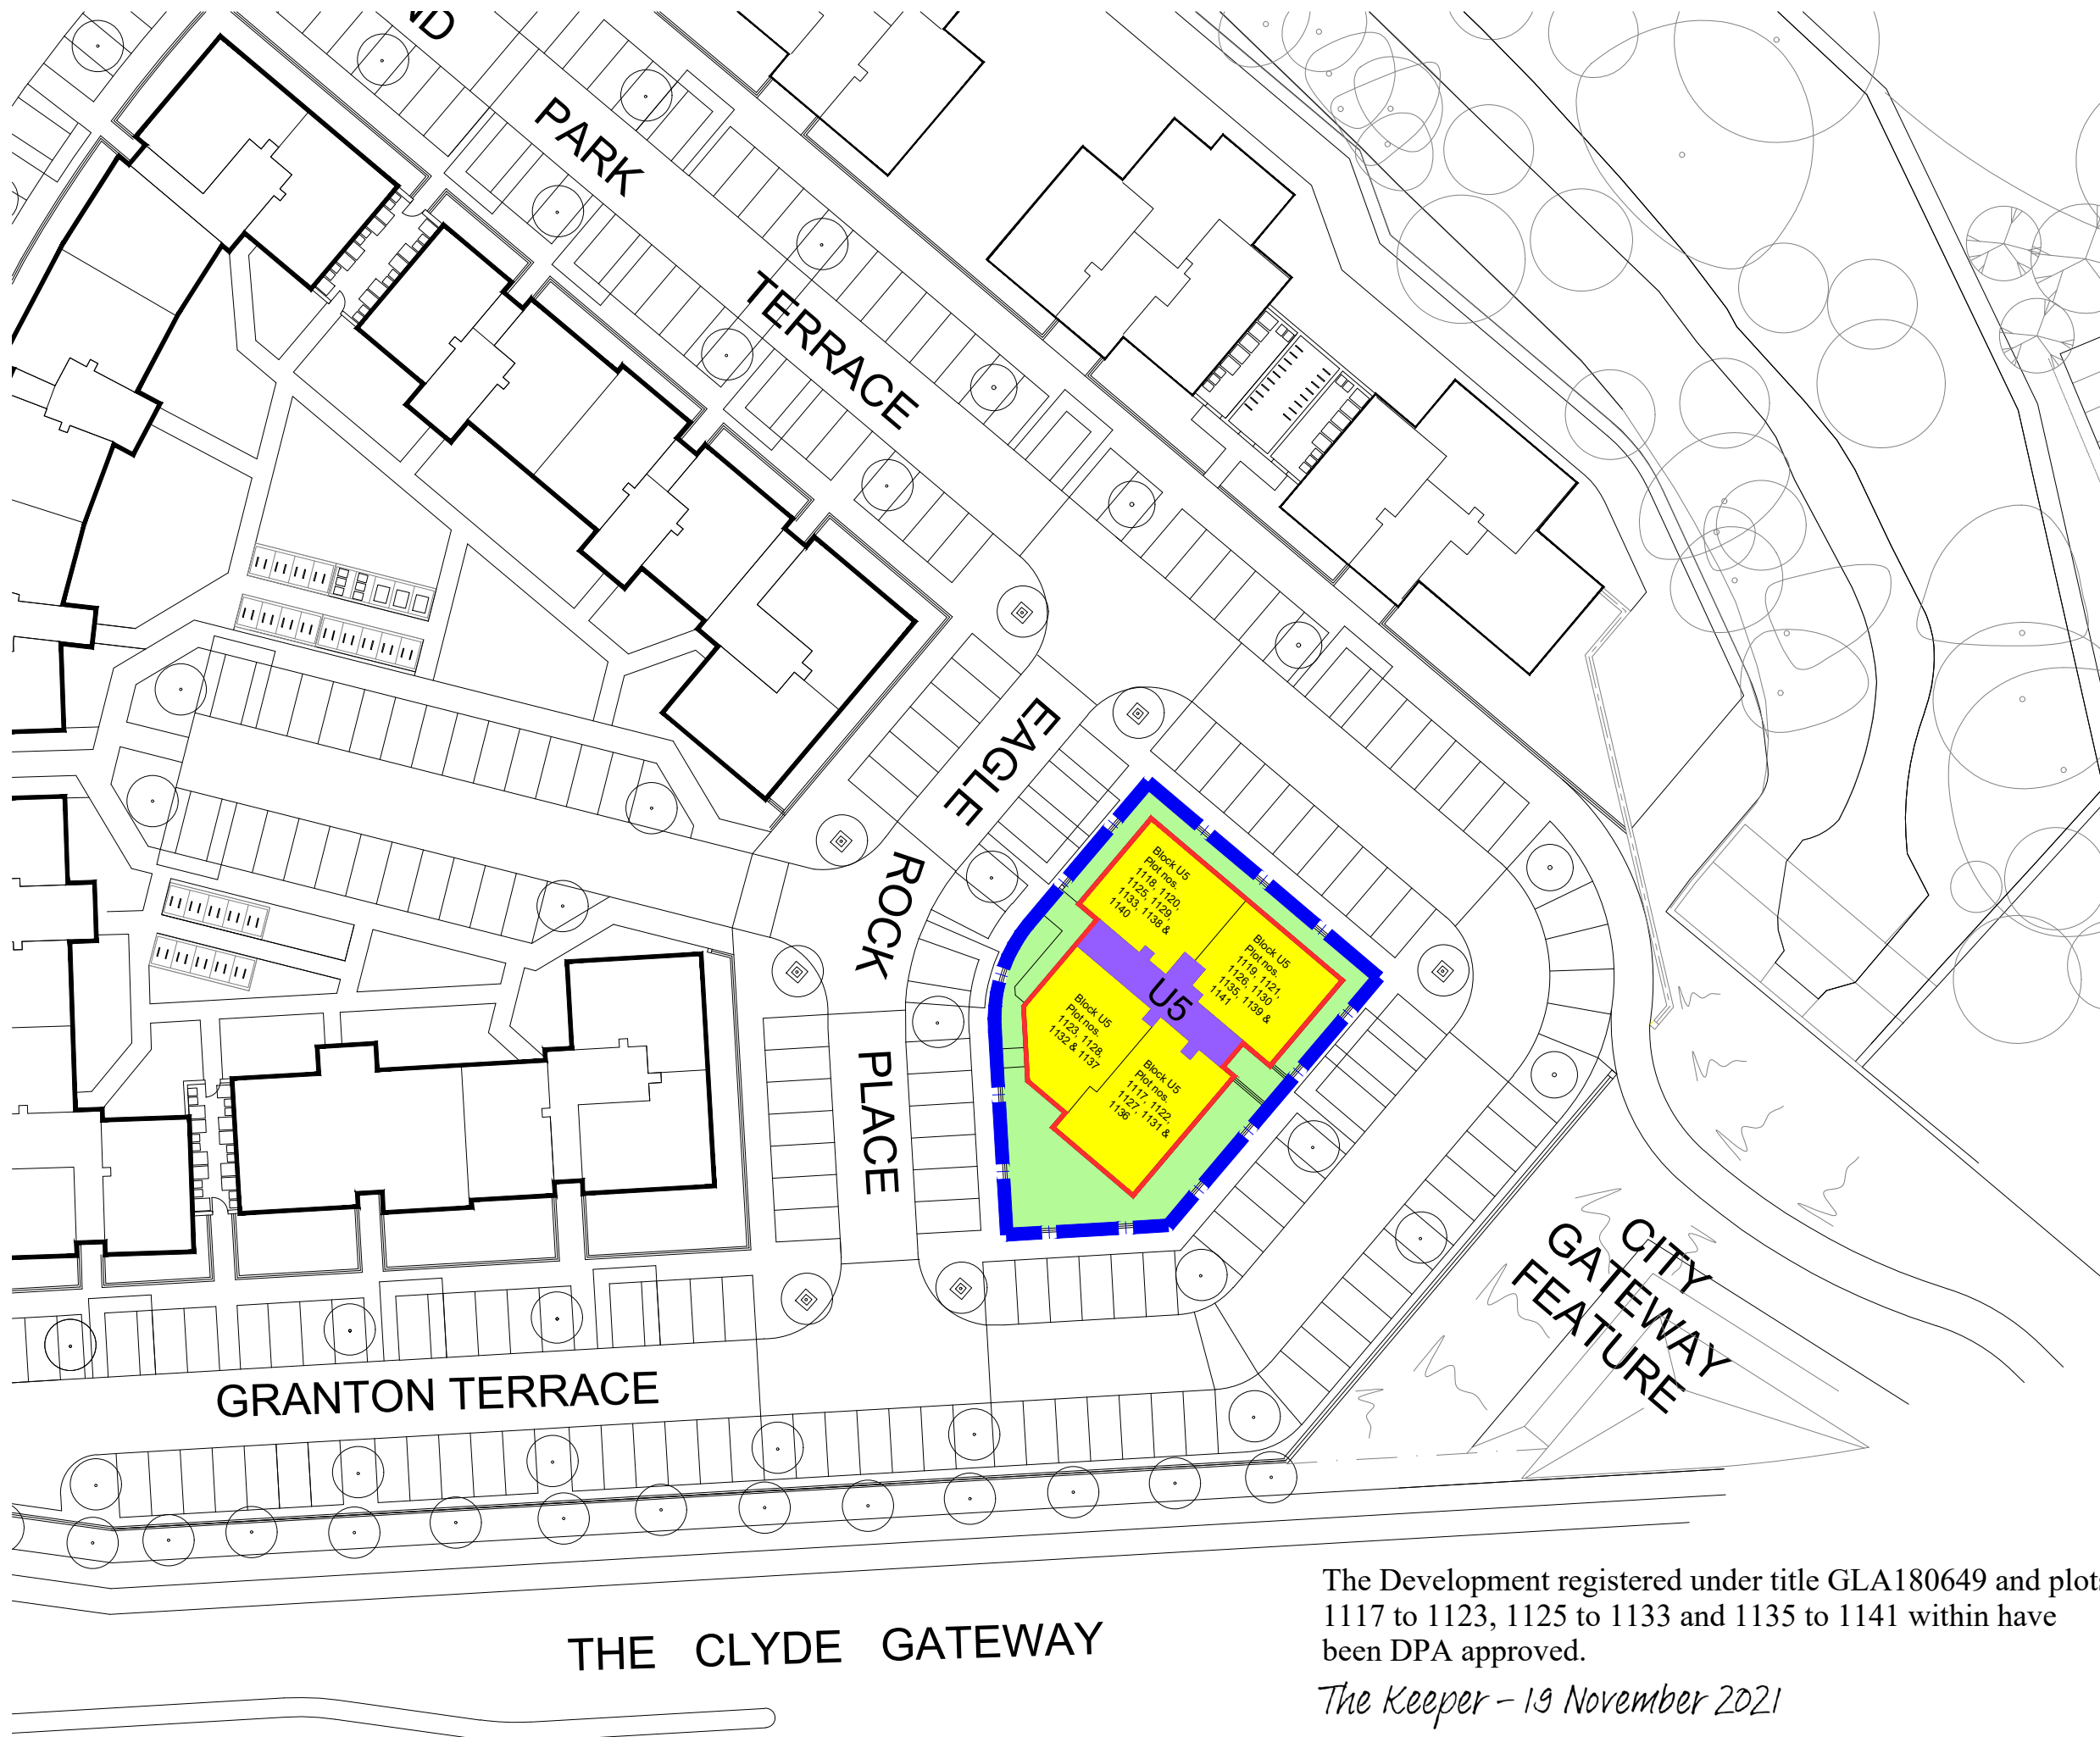 ND
PARK
TERRACE
EAGLE
ROCK
PLACE
Block U5
Plot nos.
1118, 1120,
1125, 1129,
1133, 1138 &
1140
Block U5
Plot nos.
1119, 1121,
1126, 1130
1135, 1139 &
1141
U5
Block U5
Plot nos.
1123, 1128,
1132 & 1137
Block U5
Plot nos.
1117, 1122,
1127, 1131 &
1136
CITY
GATEWAY
FEATURE
GRANTON TERRACE
THE CLYDE GATEWAY
The Development registered under title GLA180649 and plots
1117 to 1123, 1125 to 1133 and 1135 to 1141 within have
been DPA approved.
The Keeper – 19 November 2021